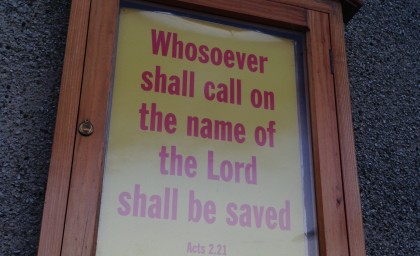 Whosoever
shall call on
the name of
the Lord
shall be saved
Acts 2.21